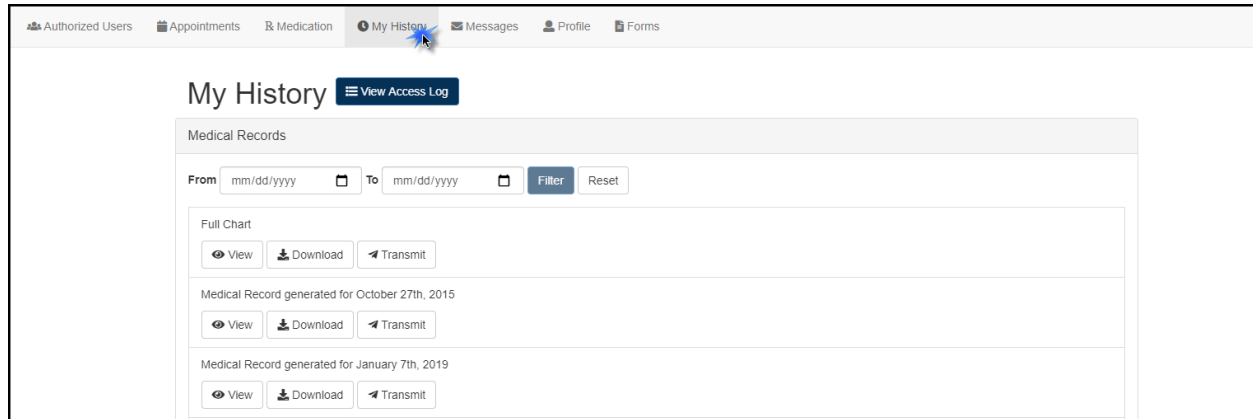 Authorized Users Appointments Medication My History Messages Profile Forms
My History View Access Log
Medical Records
From mm/dd/yyyy To mm/dd/yyyy Filter Reset
Full Chart
View Download Transmit
Medical Record generated for October 27th, 2015
View Download Transmit
Medical Record generated for January 7th, 2019
View Download Transmit